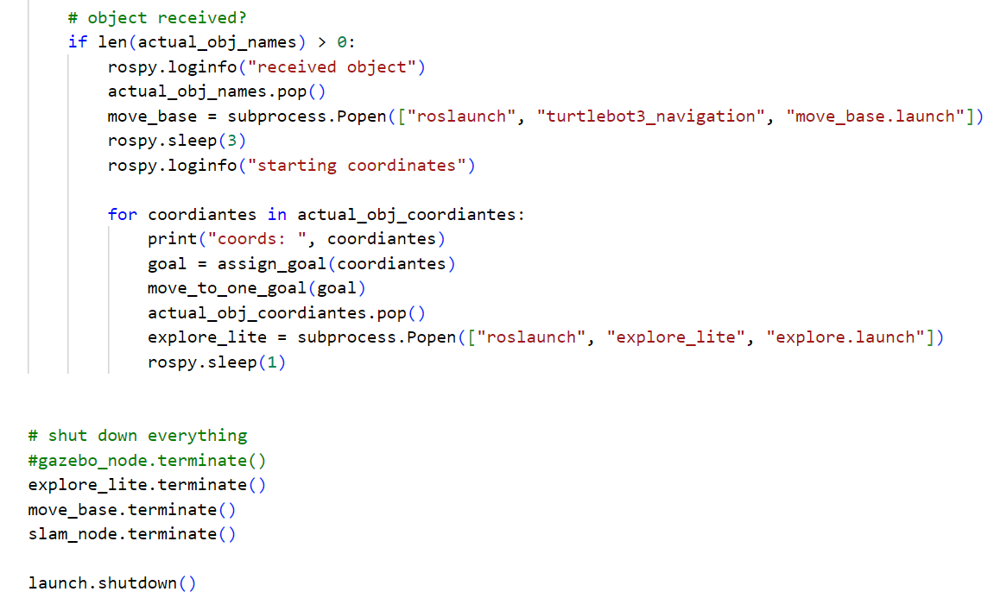 # object received?
if len(actual_obj_names) > 0:
rospy.loginfo("received object")
actual_obj_names.pop()
move_base = subprocess.Popen(["roslaunch", "turtlebot3_navigation", "move_base.launch"])
rospy.sleep(3)
rospy.loginfo("starting coordinates")
for coordiantes in actual_obj_coordiantes:
print("coords: ", coordiantes)
goal = assign_goal(coordiantes)
move_to_one_goal(goal)
actual_obj_coordiantes.pop()
explore_lite = subprocess.Popen(["roslaunch", "explore_lite", "explore.launch"])
rospy.sleep(1)
# shut down everything
#gazebo_node.terminate()
explore_lite.terminate()
move_base.terminate()
slam_node.terminate()
launch.shutdown()